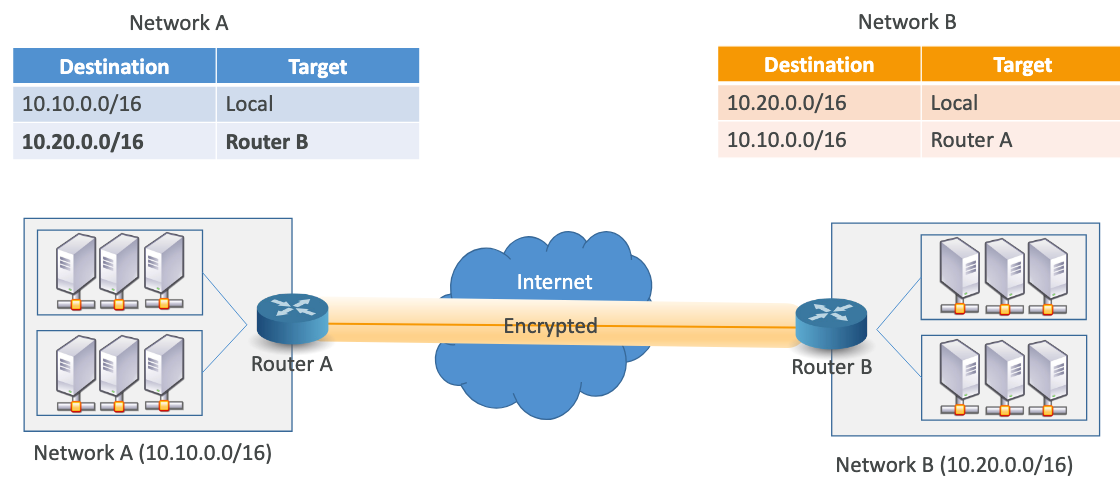 Network A
Destination Target
10.10.0.0/16 Local
10.20.0.0/16 Router B
Network B
Destination Target
10.20.0.0/16 Local
10.10.0.0/16 Router A
Internet
Encrypted
Router A
Router B
Network A (10.10.0.0/16)
Network B (10.20.0.0/16)